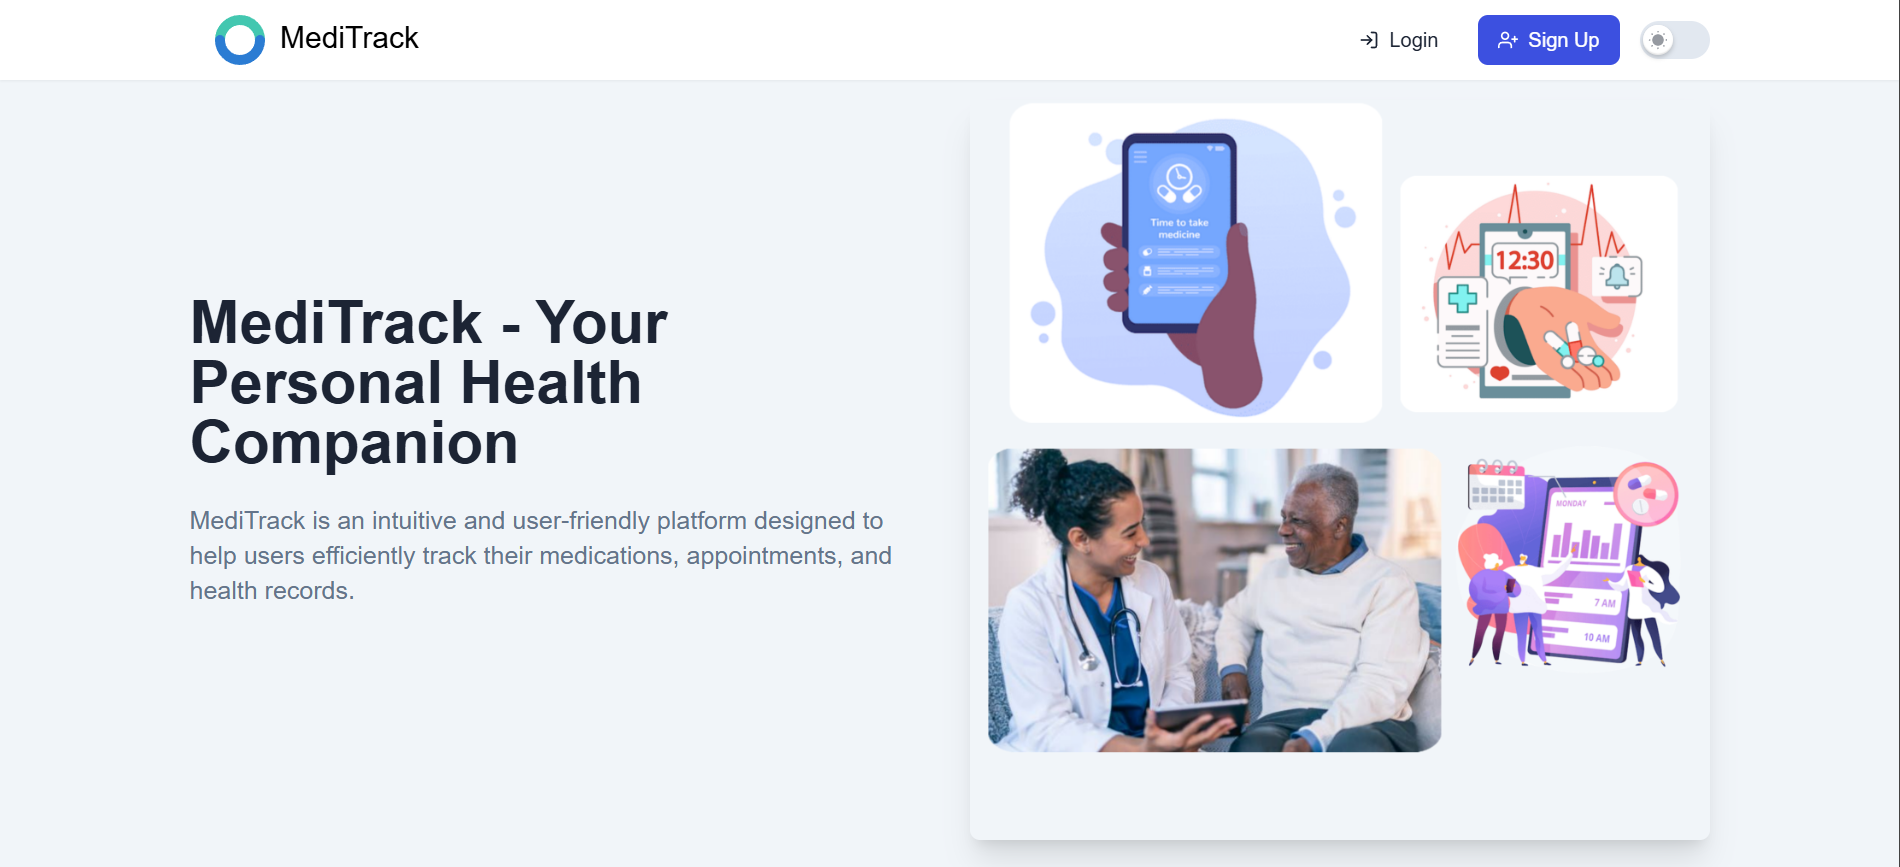 MediTrack
Login
Sign Up
MediTrack - Your
Personal Health
Companion
MediTrack is an intuitive and user-friendly platform designed to
help users efficiently track their medications, appointments, and
health records.
Time to take
medicine
12:30
MONDAY
7 AM
10 AM